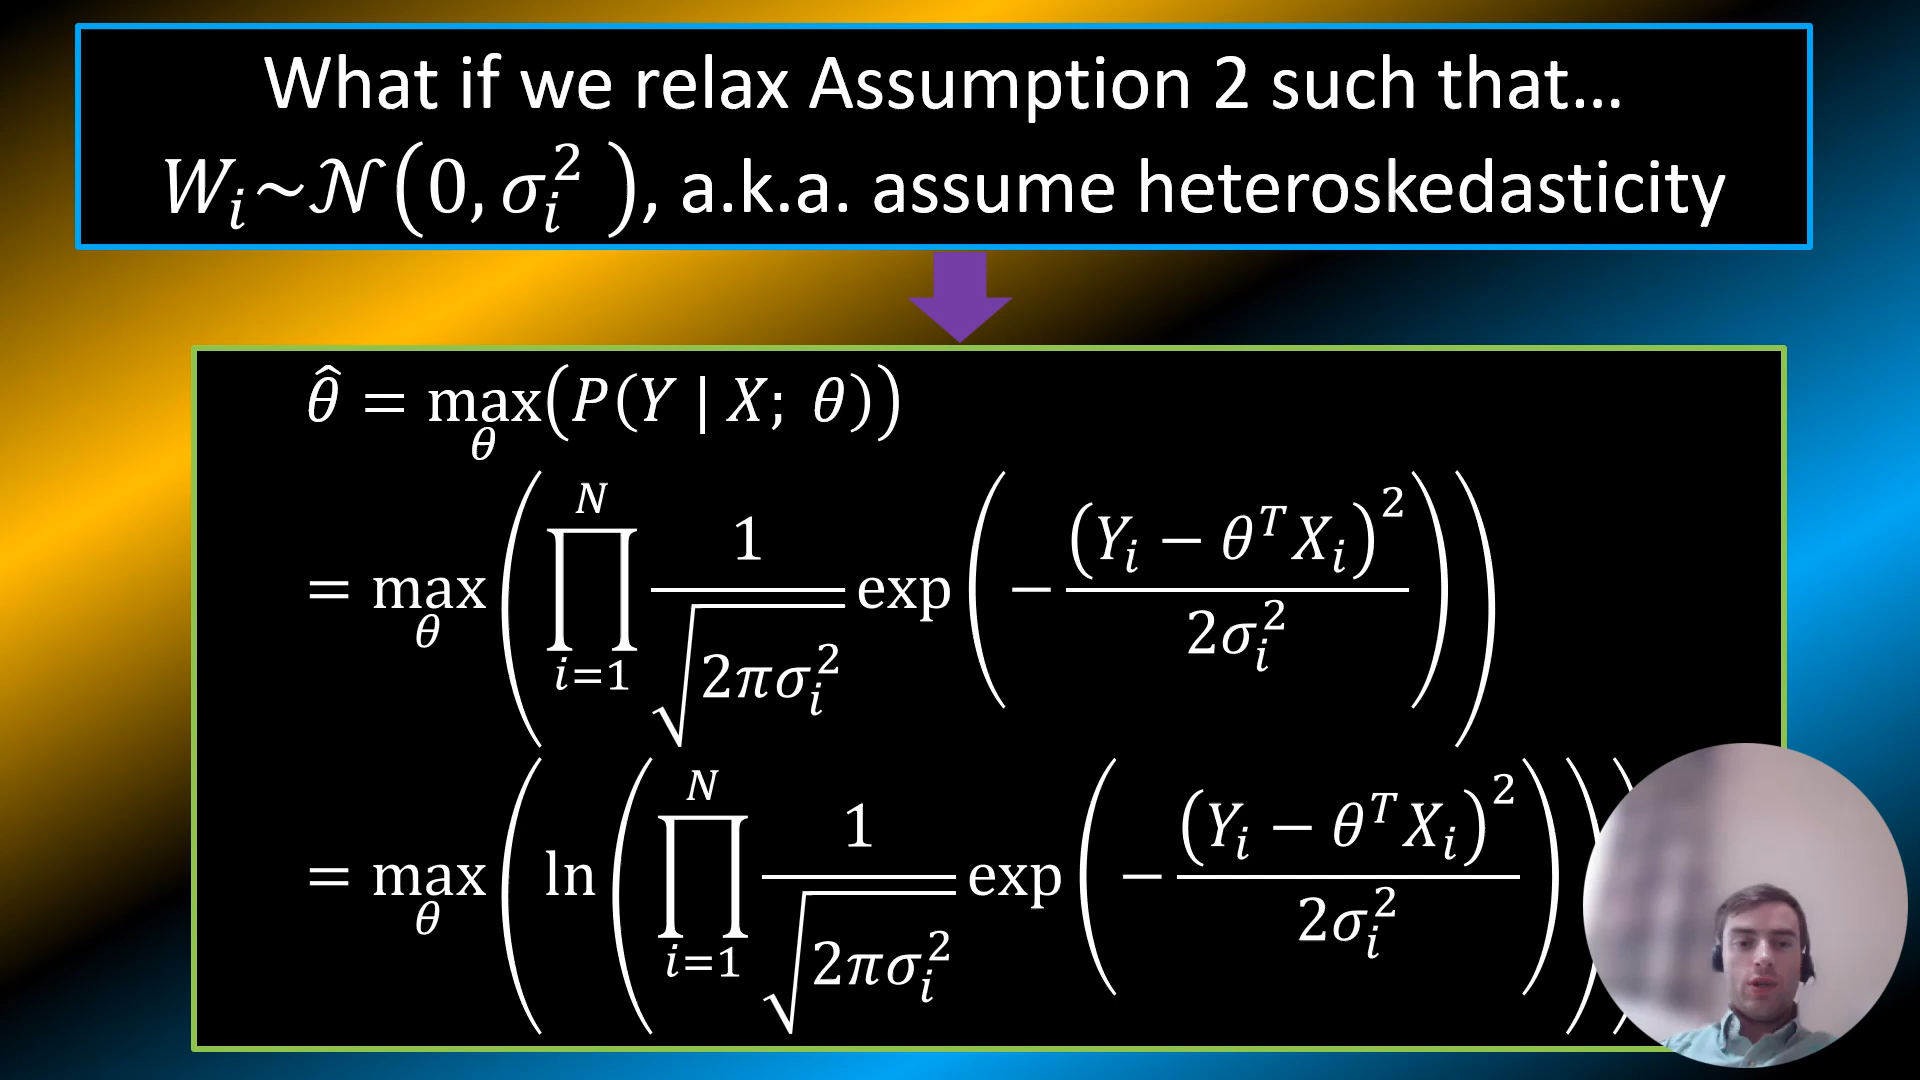 What if we relax Assumption 2 such that...
W_i~𝒩(0, σ_i^2), a.k.a. assume heteroskedasticity
θ̂ = max_θ(P(Y | X; θ))
= max_θ(∏_{i=1}^{N} 1/√(2πσ_i^2) exp(−(Y_i − θ^T X_i)^2/(2σ_i^2)))
= max_θ(ln(∏_{i=1}^{N} 1/√(2πσ_i^2) exp(−(Y_i − θ^T X_i)^2/(2σ_i^2))))